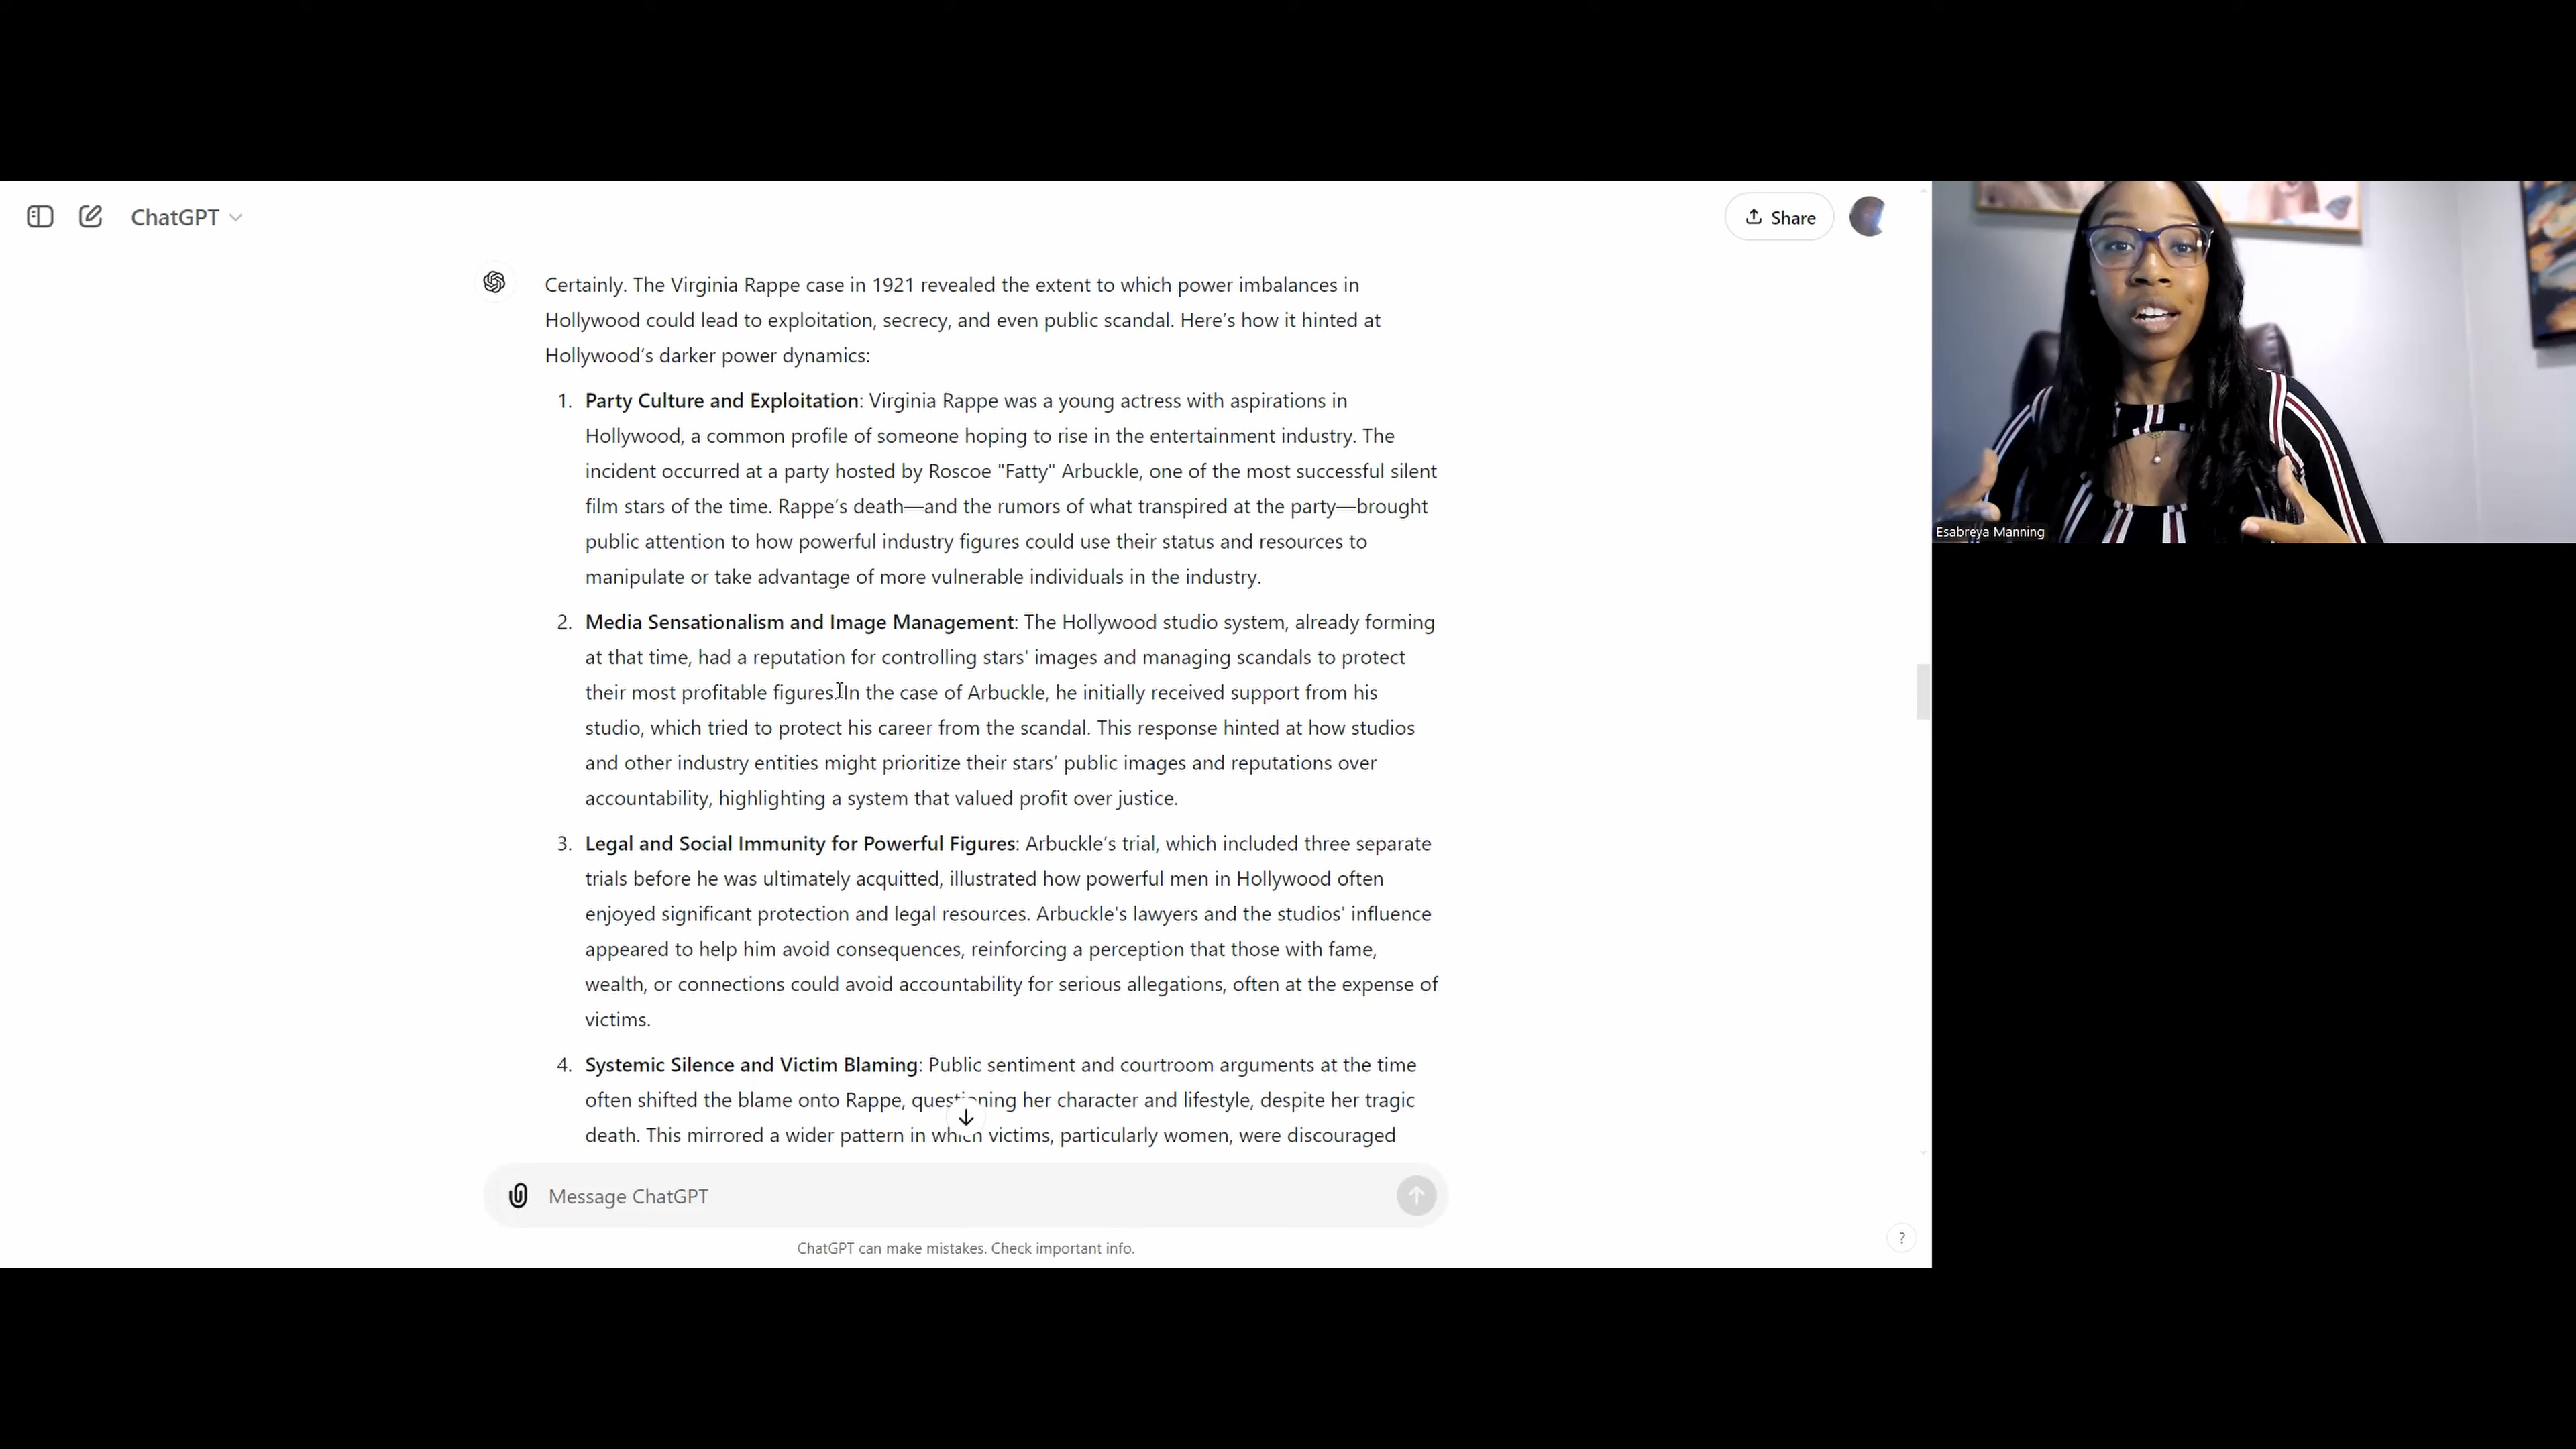 ChatGPT
Share
Certainly. The Virginia Rappe case in 1921 revealed the extent to which power imbalances in
Hollywood could lead to exploitation, secrecy, and even public scandal. Here’s how it hinted at
Hollywood’s darker power dynamics:
1. Party Culture and Exploitation: Virginia Rappe was a young actress with aspirations in
Hollywood, a common profile of someone hoping to rise in the entertainment industry. The
incident occurred at a party hosted by Roscoe "Fatty" Arbuckle, one of the most successful silent
film stars of the time. Rappe’s death—and the rumors of what transpired at the party—brought
public attention to how powerful industry figures could use their status and resources to
manipulate or take advantage of more vulnerable individuals in the industry.
2. Media Sensationalism and Image Management: The Hollywood studio system, already forming
at that time, had a reputation for controlling stars' images and managing scandals to protect
their most profitable figures. In the case of Arbuckle, he initially received support from his
studio, which tried to protect his career from the scandal. This response hinted at how studios
and other industry entities might prioritize their stars’ public images and reputations over
accountability, highlighting a system that valued profit over justice.
3. Legal and Social Immunity for Powerful Figures: Arbuckle’s trial, which included three separate
trials before he was ultimately acquitted, illustrated how powerful men in Hollywood often
enjoyed significant protection and legal resources. Arbuckle's lawyers and the studios' influence
appeared to help him avoid consequences, reinforcing a perception that those with fame,
wealth, or connections could avoid accountability for serious allegations, often at the expense of
victims.
4. Systemic Silence and Victim Blaming: Public sentiment and courtroom arguments at the time
often shifted the blame onto Rappe, questioning her character and lifestyle, despite her tragic
death. This mirrored a wider pattern in which victims, particularly women, were discouraged
Message ChatGPT
ChatGPT can make mistakes. Check important info.
?
Esabreya Manning